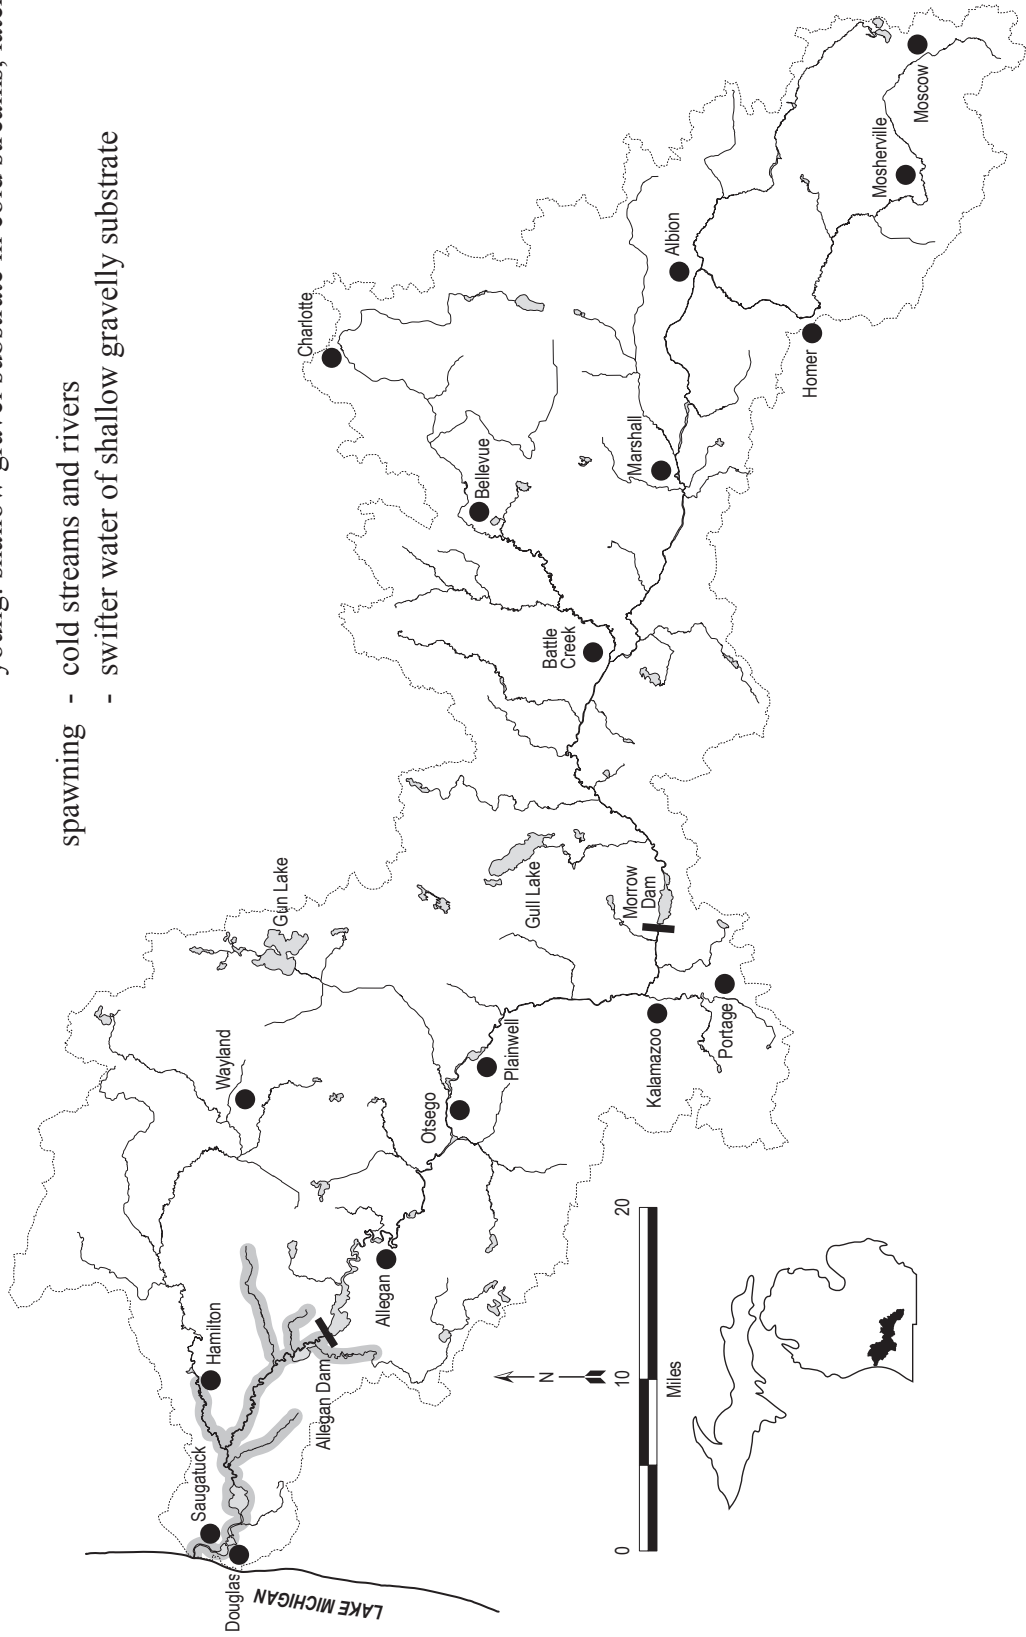 young: shallow gravel substrate in cold streams, late
spawning - cold streams and rivers
- swifter water of shallow gravelly substrate
Charlotte
Moscow
Mosherville
Albion
Homer
Marshall
Bellevue
Battle
Creek
Gun Lake
Gull Lake
Morrow
Dam
Wayland
Plainwell
Otsego
Kalamazoo
Portage
Allegan
Hamilton
Allegan Dam
Saugatuck
Douglas
LAKE MICHIGAN
N
0 10 20
Miles